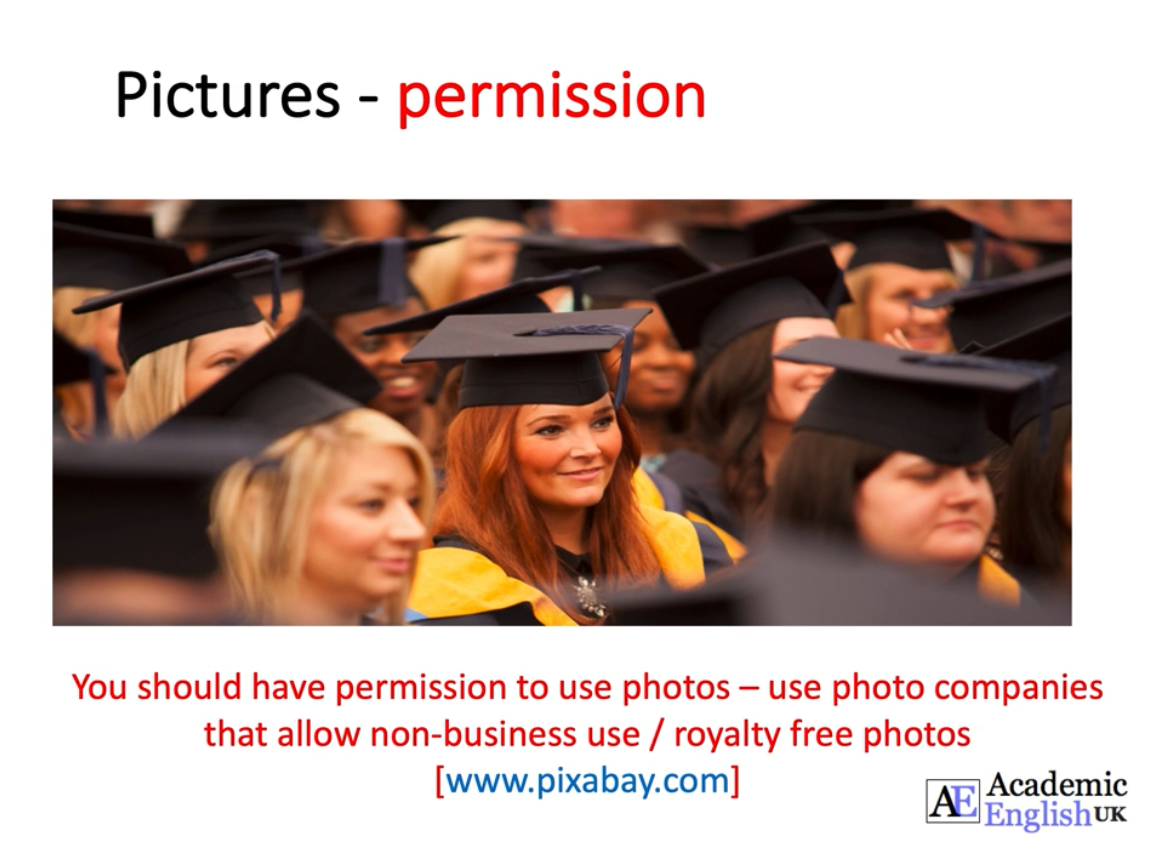 Pictures - permission
You should have permission to use photos – use photo companies
that allow non-business use / royalty free photos
[www.pixabay.com]
AE Academic
English UK